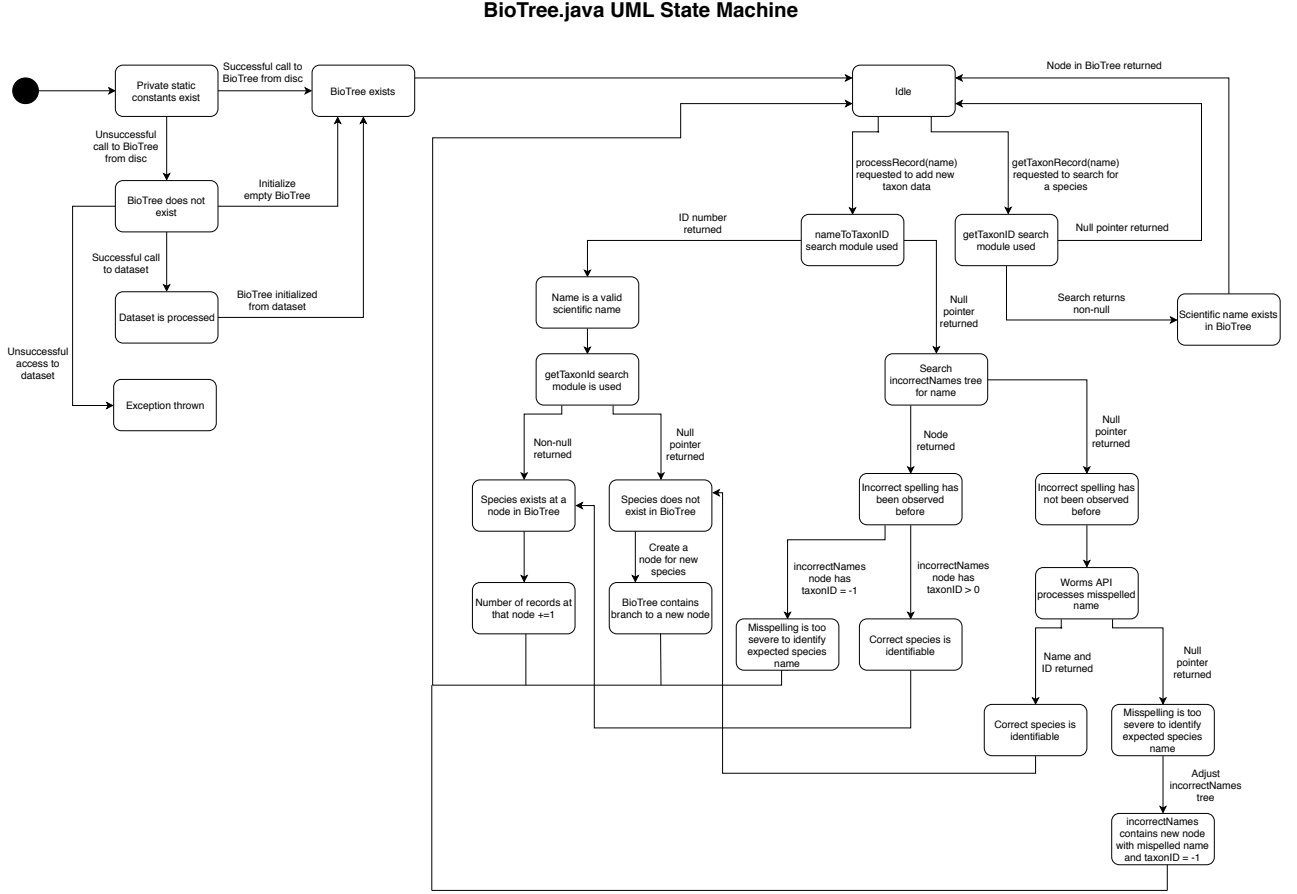 BioTree.java UML State Machine
Private static
constants exist
Successful call to
BioTree from disc
BioTree exists
Idle
Node in BioTree returned
Unsuccessful
call to BioTree
from disc
BioTree does not
exist
Initialize
empty BioTree
Successful call
to dataset
Dataset is processed
BioTree initialized
from dataset
Unsuccessful
access to
dataset
Exception thrown
processRecord(name)
requested to add new
taxon data
getTaxonRecord(name)
requested to search for
a species
ID number
returned
nameToTaxonID
search module used
getTaxonID search
module used
Null pointer returned
Name is a valid
scientific name
Null
pointer
returned
Search returns
non-null
Scientific name exists
in BioTree
getTaxonId search
module is used
Search
incorrectNames tree
for name
Non-null
returned
Null
pointer
returned
Node
returned
Null
pointer
returned
Species exists at a
node in BioTree
Species does not
exist in BioTree
Incorrect spelling has
been observed
before
Incorrect spelling has
not been observed
before
Create a
node for new
species
incorrectNames
node has
taxonID = -1
incorrectNames
node has
taxonID > 0
Number of records at
that node +=1
BioTree contains
branch to a new node
Worms API
processes misspelled
name
Misspelling is too
severe to identify
expected species
name
Correct species is
identifiable
Name and
ID returned
Null
pointer
returned
Correct species is
identifiable
Misspelling is too
severe to identify
expected species
name
Adjust
incorrectNames
tree
incorrectNames
contains new node
with mispelled name
and taxonID = -1